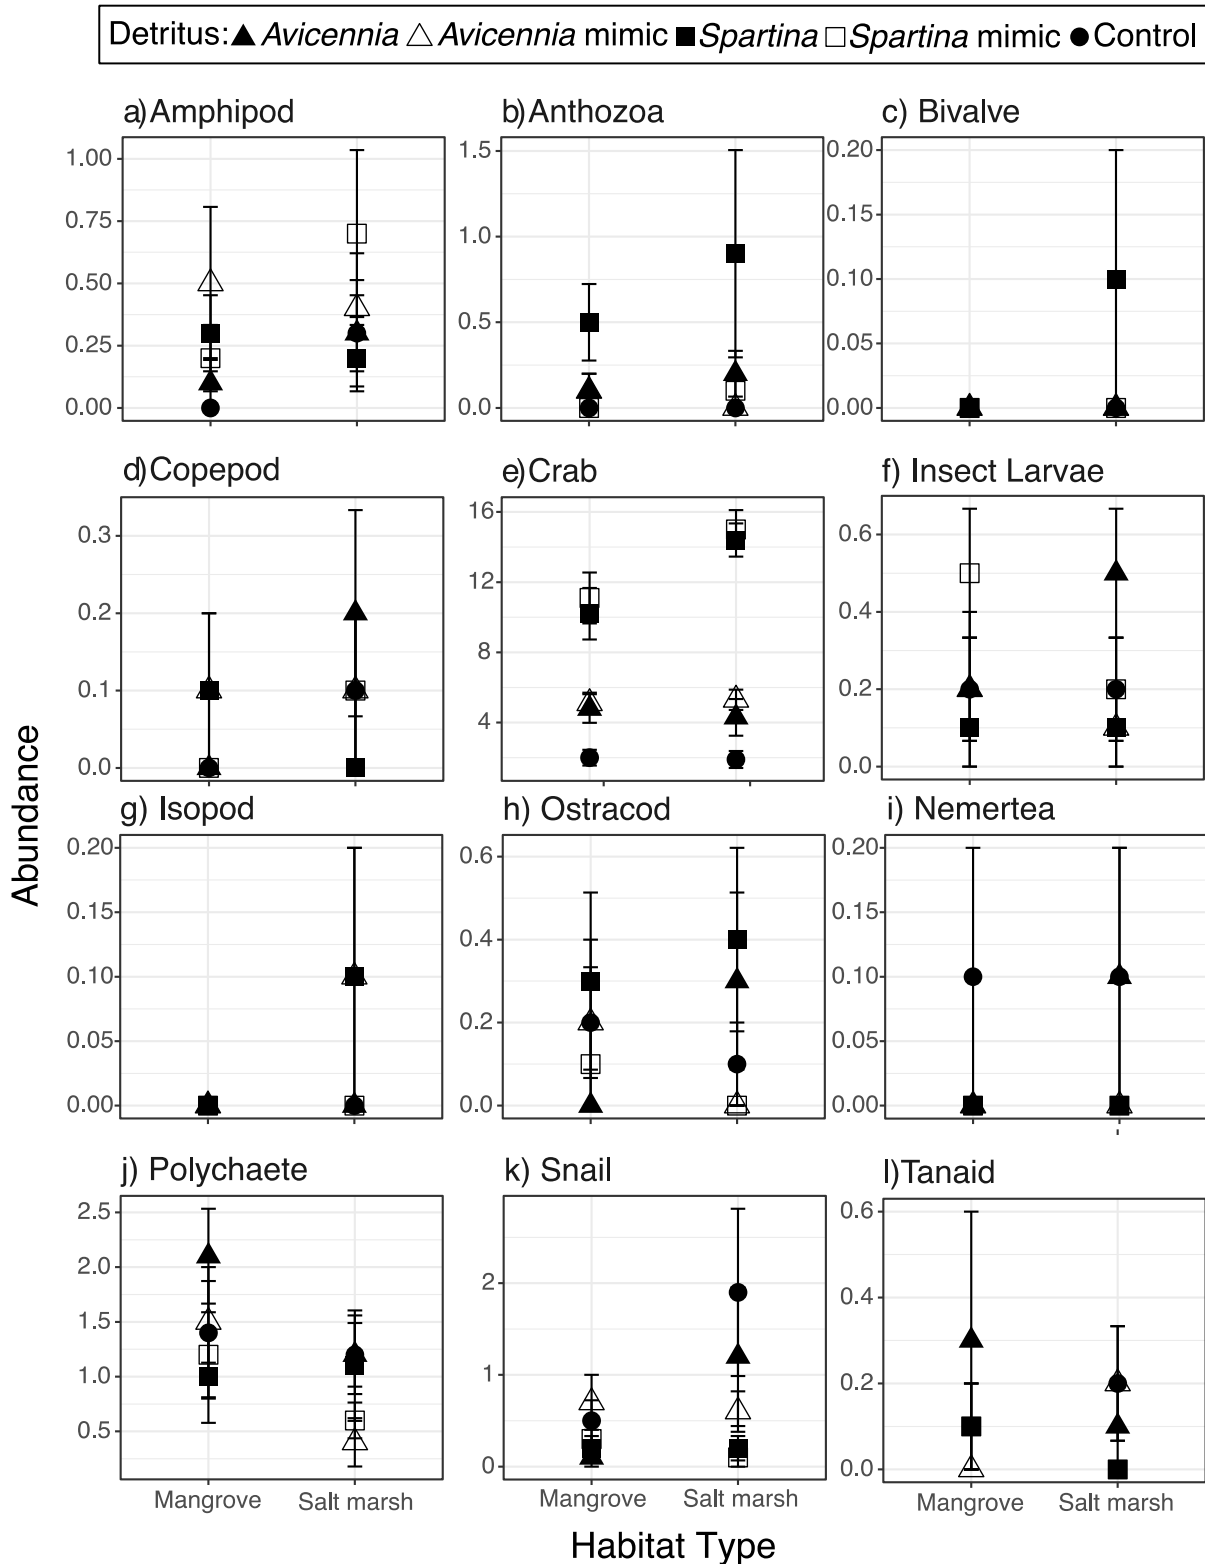 Detritus: Avicennia Avicennia mimic Spartina Spartina mimic Control
a)Amphipod
b)Anthozoa
c) Bivalve
1.00
0.75
0.50
0.25
0.00
1.5
1.0
0.5
0.0
0.20
0.15
0.10
0.05
0.00
d)Copepod
e)Crab
f) Insect Larvae
0.3
0.2
0.1
0.0
16
12
8
4
0.6
0.4
0.2
0.0
g) Isopod
h) Ostracod
i) Nemertea
0.20
0.15
0.10
0.05
0.00
0.6
0.4
0.2
0.0
0.20
0.15
0.10
0.05
0.00
j) Polychaete
k) Snail
l)Tanaid
2.5
2.0
1.5
1.0
0.5
2
1
0
0.6
0.4
0.2
0.0
Mangrove Salt marsh
Mangrove Salt marsh
Mangrove Salt marsh
Abundance
Habitat Type